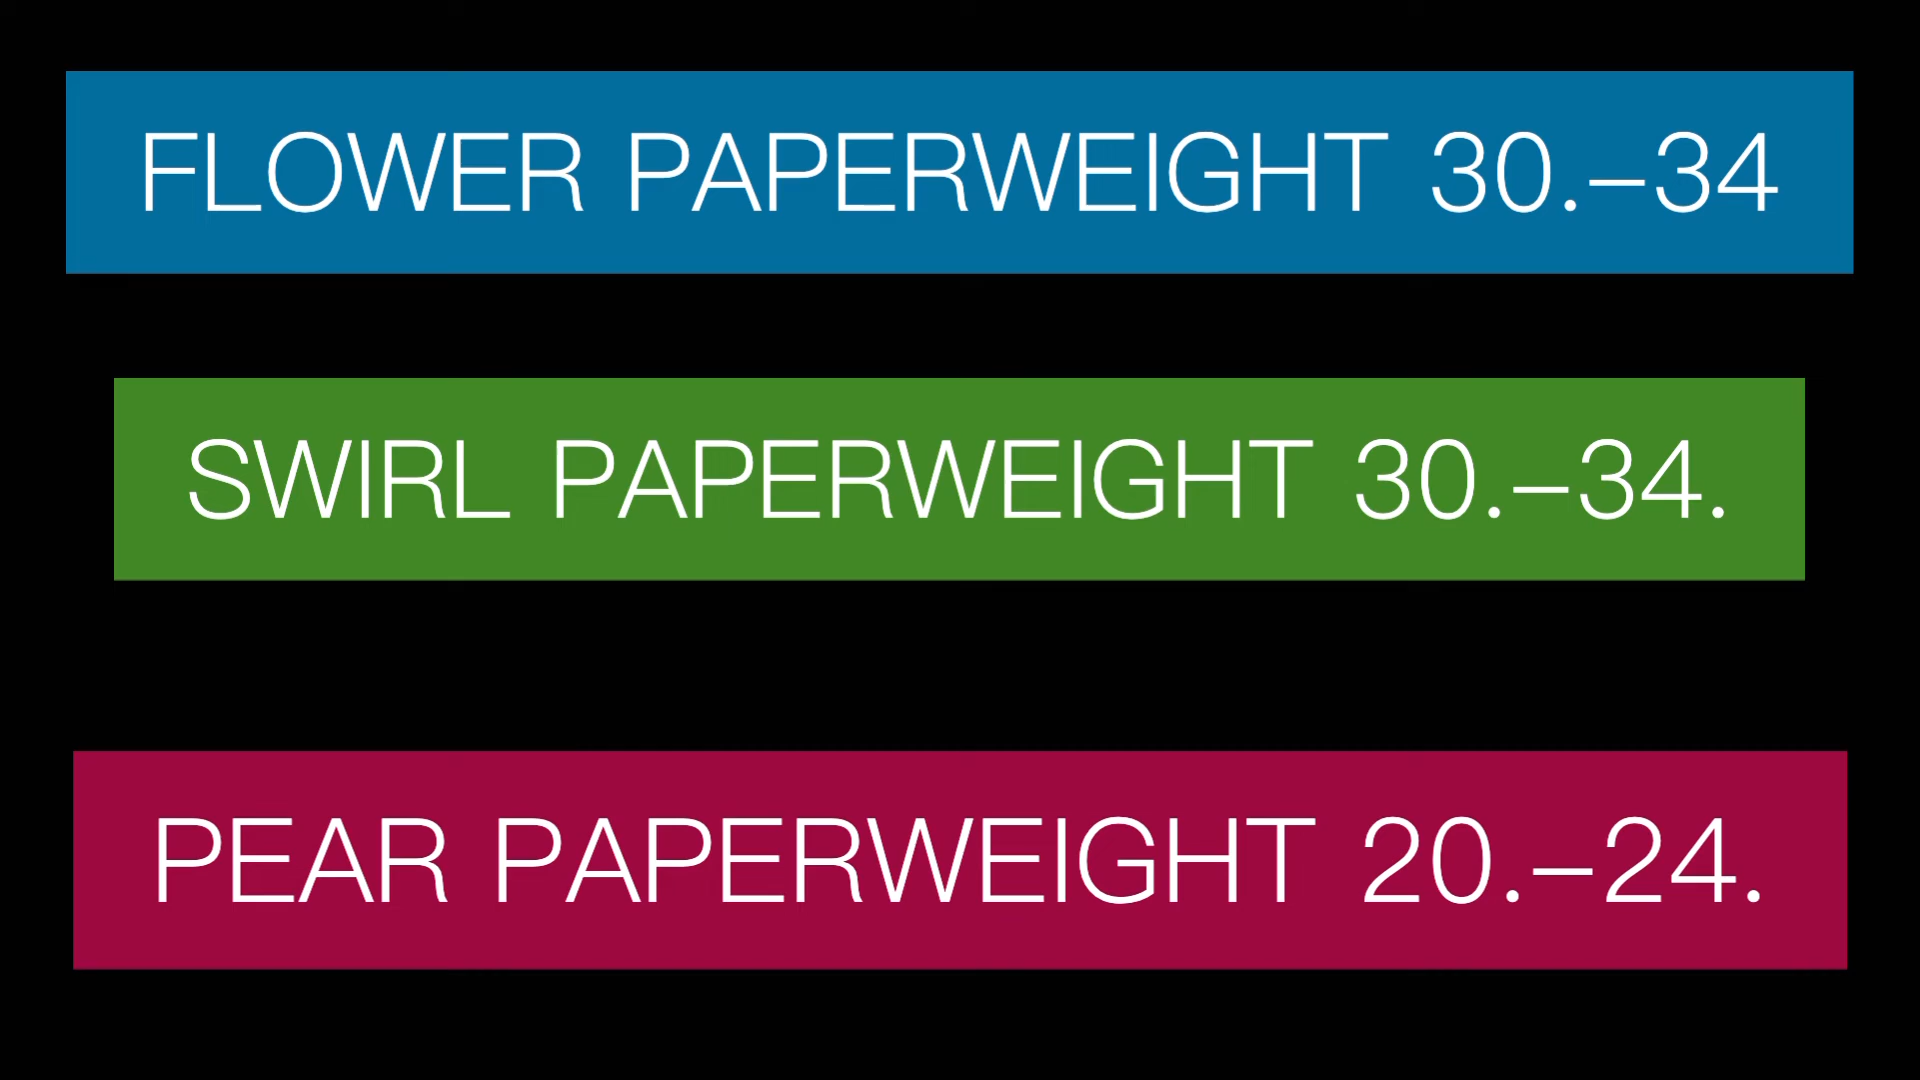 FLOWER PAPERWEIGHT 30.–34
SWIRL PAPERWEIGHT 30.–34.
PEAR PAPERWEIGHT 20.–24.